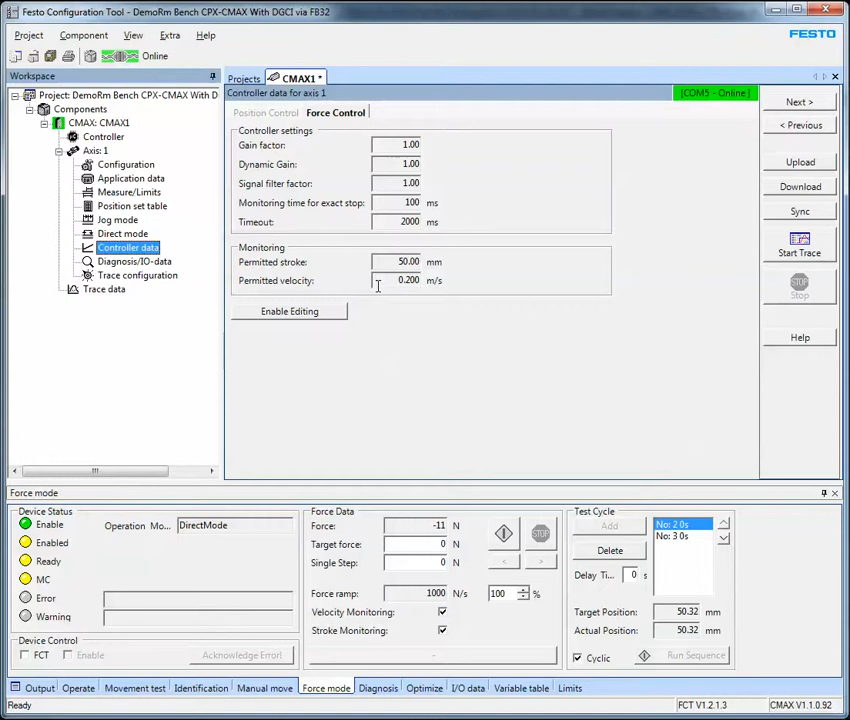 Festo Configuration Tool - DemoRm Bench CPX-CMAX With DGCI via FB32
Project Component View Extra Help
FESTO
Online
Workspace
Projects CMAX1 *
Project: DemoRm Bench CPX-CMAX With D
Components
CMAX: CMAX1
Controller
Axis: 1
Configuration
Application data
Measure/Limits
Position set table
Jog mode
Direct mode
Controller data
Diagnosis/IO-data
Trace configuration
Trace data
Controller data for axis 1 [COM5 - Online]
Position Control Force Control
Controller settings
Gain factor: 1.00
Dynamic Gain: 1.00
Signal filter factor: 1.00
Monitoring time for exact stop: 100 ms
Timeout: 2000 ms
Monitoring
Permitted stroke: 50.00 mm
Permitted velocity: 0.200 m/s
Enable Editing
Next >
< Previous
Upload
Download
Sync
Start Trace
STOP
Stop
Help
Force mode
Device Status
Enable Operation Mo... DirectMode
Enabled
Ready
MC
Error
Warning
Device Control
FCT Enable Acknowledge Error!
Force Data
Force: -11 N
Target force: 0 N
Single Step: 0 N
STOP
< >
Force ramp: 1000 N/s 100 %
Velocity Monitoring:
Stroke Monitoring:
-
Test Cycle
Add
Delete
Delay Ti... 0 s
No: 2 0s
No: 3 0s
Target Position: 50.32 mm
Actual Position: 50.32 mm
Cyclic Run Sequence
Output Operate Movement test Identification Manual move Force mode Diagnosis Optimize I/O data Variable table Limits
Ready FCT V1.2.1.3 CMAX V1.1.0.92